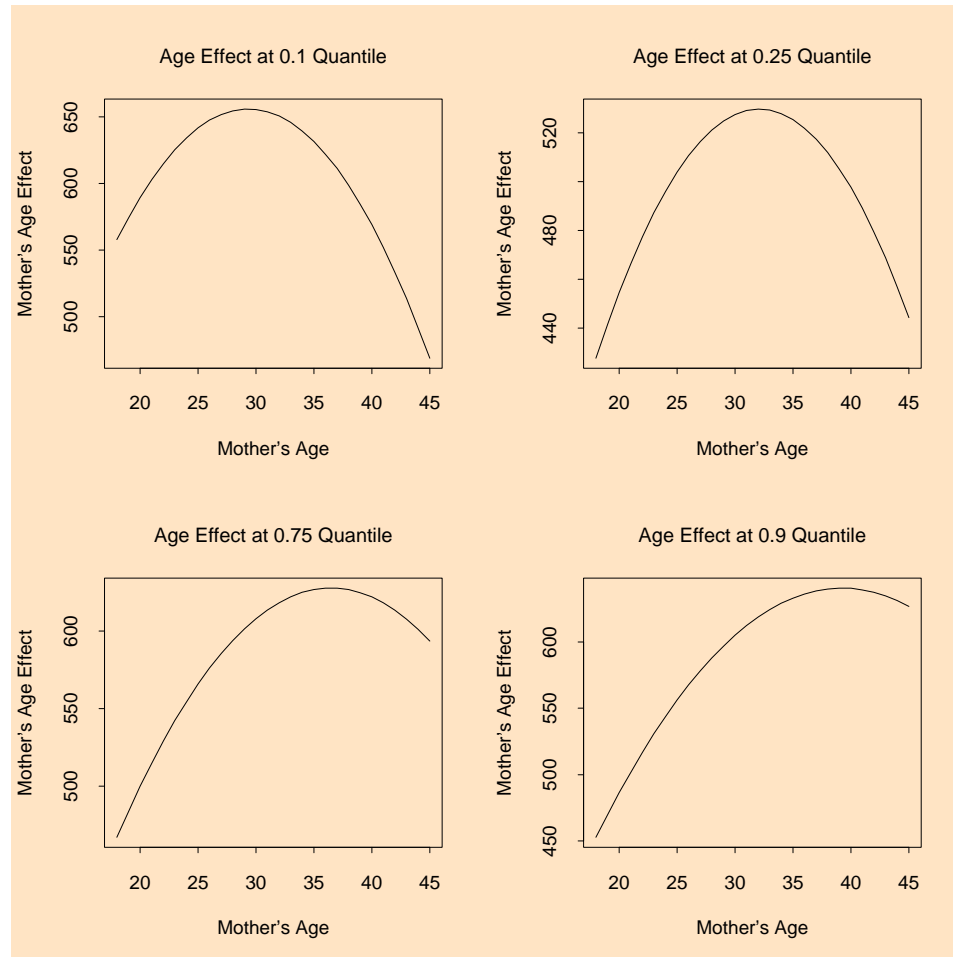 Age Effect at 0.1 Quantile
Mother's Age Effect
650
600
550
500
20 25 30 35 40 45
Mother's Age
Age Effect at 0.25 Quantile
Mother's Age Effect
520
480
440
20 25 30 35 40 45
Mother's Age
Age Effect at 0.75 Quantile
Mother's Age Effect
600
550
500
20 25 30 35 40 45
Mother's Age
Age Effect at 0.9 Quantile
Mother's Age Effect
600
550
500
450
20 25 30 35 40 45
Mother's Age